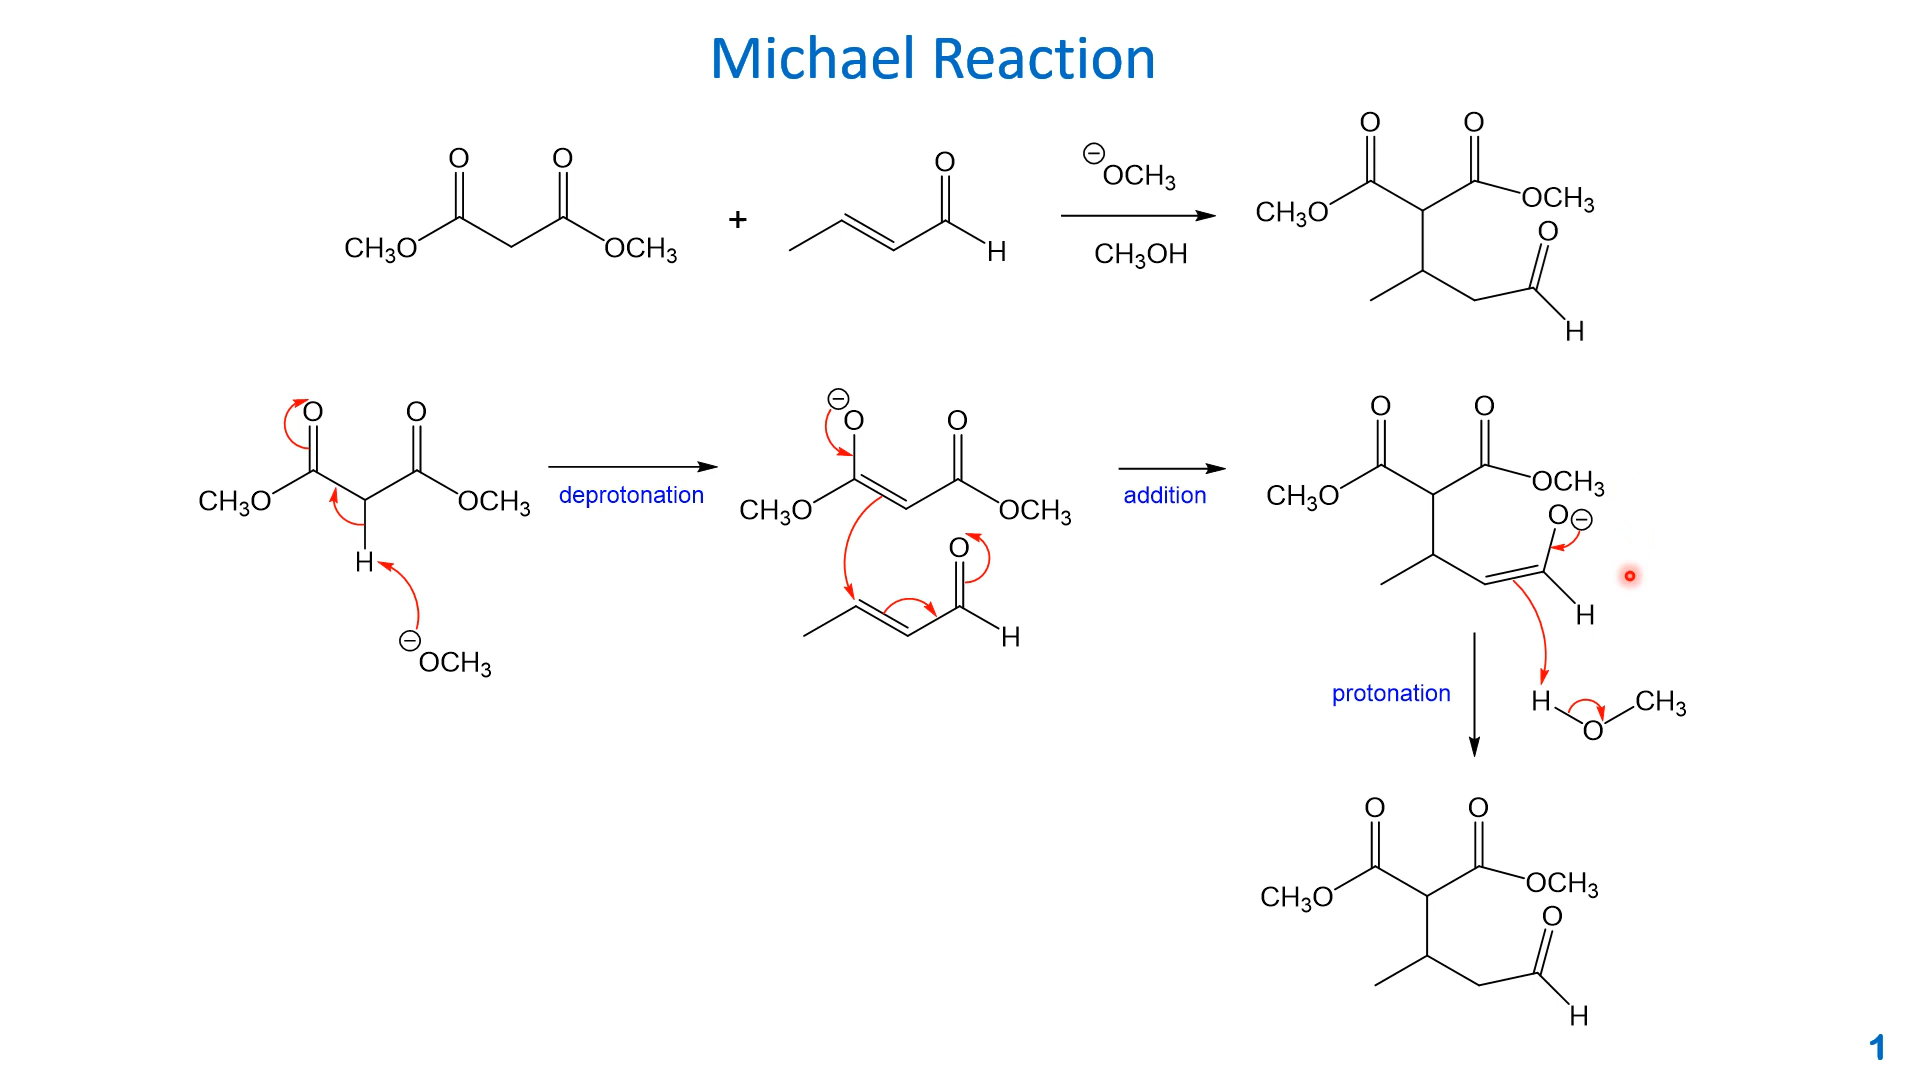 Michael Reaction
O O
CH₃O OCH₃
+
O
H
⊖
OCH₃
CH₃OH
O O
CH₃O OCH₃
O
H
O O
CH₃O OCH₃
H
⊖
OCH₃
deprotonation
⊖
O O
CH₃O OCH₃
O
H
addition
O O
CH₃O OCH₃
O ⊖
H
protonation
H O CH₃
O O
CH₃O OCH₃
O
H
1